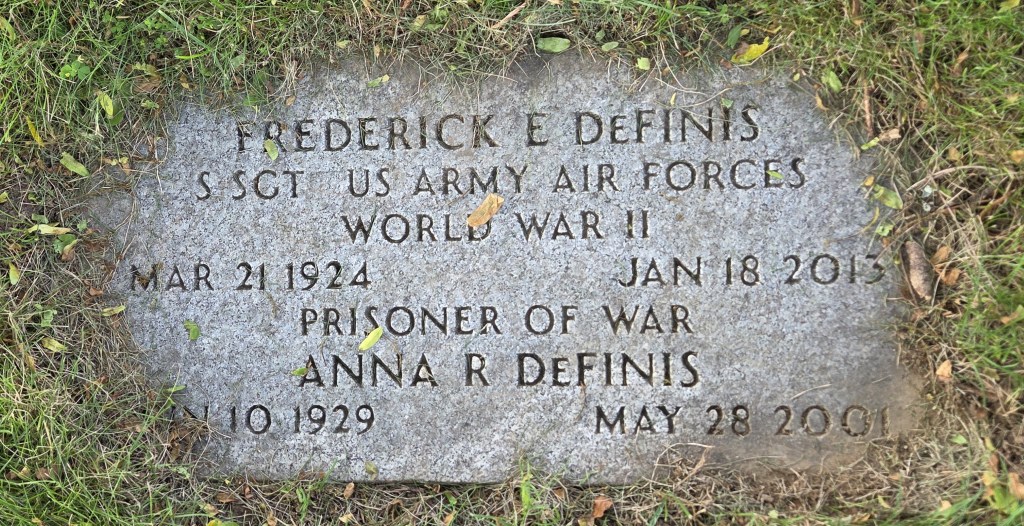 FREDERICK E DEFINIS
S SGT US ARMY AIR FORCES
WORLD WAR II
MAR 21 1924 JAN 18 2013
PRISONER OF WAR
ANNA R DEFINIS
10 1929 MAY 28 2001